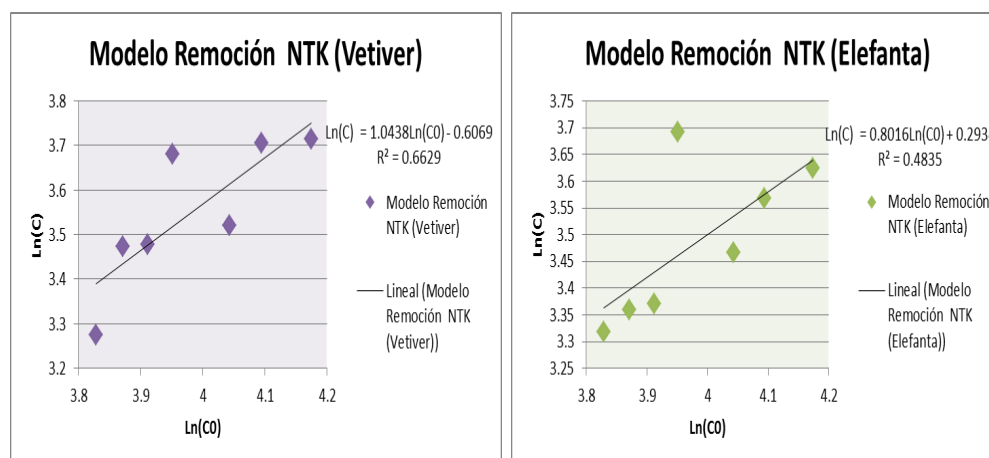 Modelo Remoción NTK (Vetiver)
3.8
3.7
3.6
3.5
3.4
3.3
3.2
Ln(C)
3.8
3.9
4
4.1
4.2
Ln(C0)
Ln(C) = 1.0438Ln(C0) - 0.6069
R² = 0.6629
Modelo Remoción
NTK (Vetiver)
Lineal (Modelo
Remoción NTK
(Vetiver))
Modelo Remoción NTK (Elefanta)
3.75
3.7
3.65
3.6
3.55
3.5
3.45
3.4
3.35
3.3
3.25
Ln(C)
3.8
3.9
4
4.1
4.2
Ln(C0)
Ln(C) = 0.8016Ln(C0) + 0.293
R² = 0.4835
Modelo Remoción
NTK (Elefanta)
Lineal (Modelo
Remoción NTK
(Elefanta))